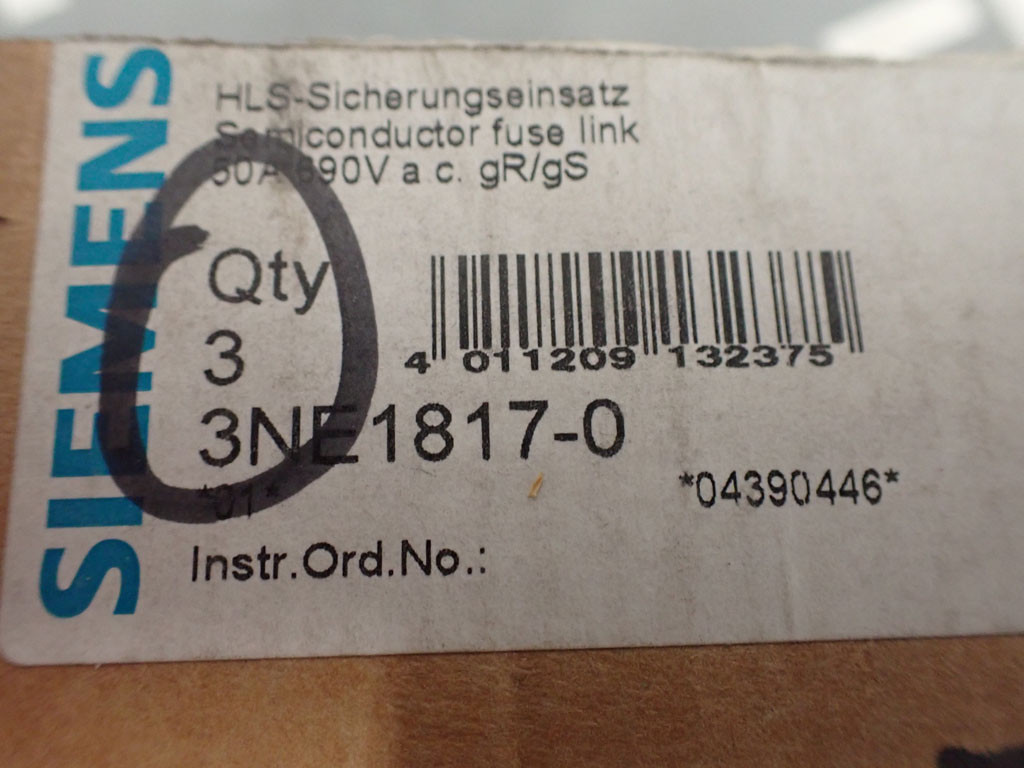 SIEMENS
HLS-Sicherungseinsatz
Semiconductor fuse link
50A/690V a.c. gR/gS
Qty
3
4 011209 132375
3NE1817-0
*01*
*04390446*
Instr.Ord.No.: